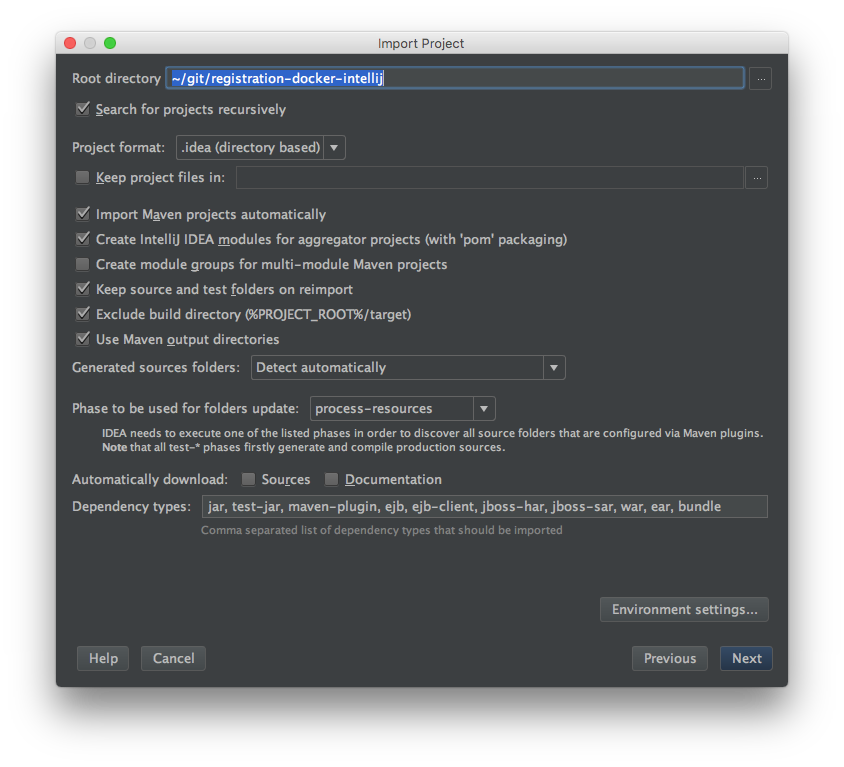 Import Project
Root directory ~/git/registration-docker-intellij ...
Search for projects recursively
Project format: .idea (directory based)
Keep project files in: ...
Import Maven projects automatically
Create IntelliJ IDEA modules for aggregator projects (with 'pom' packaging)
Create module groups for multi-module Maven projects
Keep source and test folders on reimport
Exclude build directory (%PROJECT_ROOT%/target)
Use Maven output directories
Generated sources folders: Detect automatically
Phase to be used for folders update: process-resources
IDEA needs to execute one of the listed phases in order to discover all source folders that are configured via Maven plugins.
Note that all test-* phases firstly generate and compile production sources.
Automatically download: Sources Documentation
Dependency types: jar, test-jar, maven-plugin, ejb, ejb-client, jboss-har, jboss-sar, war, ear, bundle
Comma separated list of dependency types that should be imported
Environment settings...
Help Cancel Previous Next